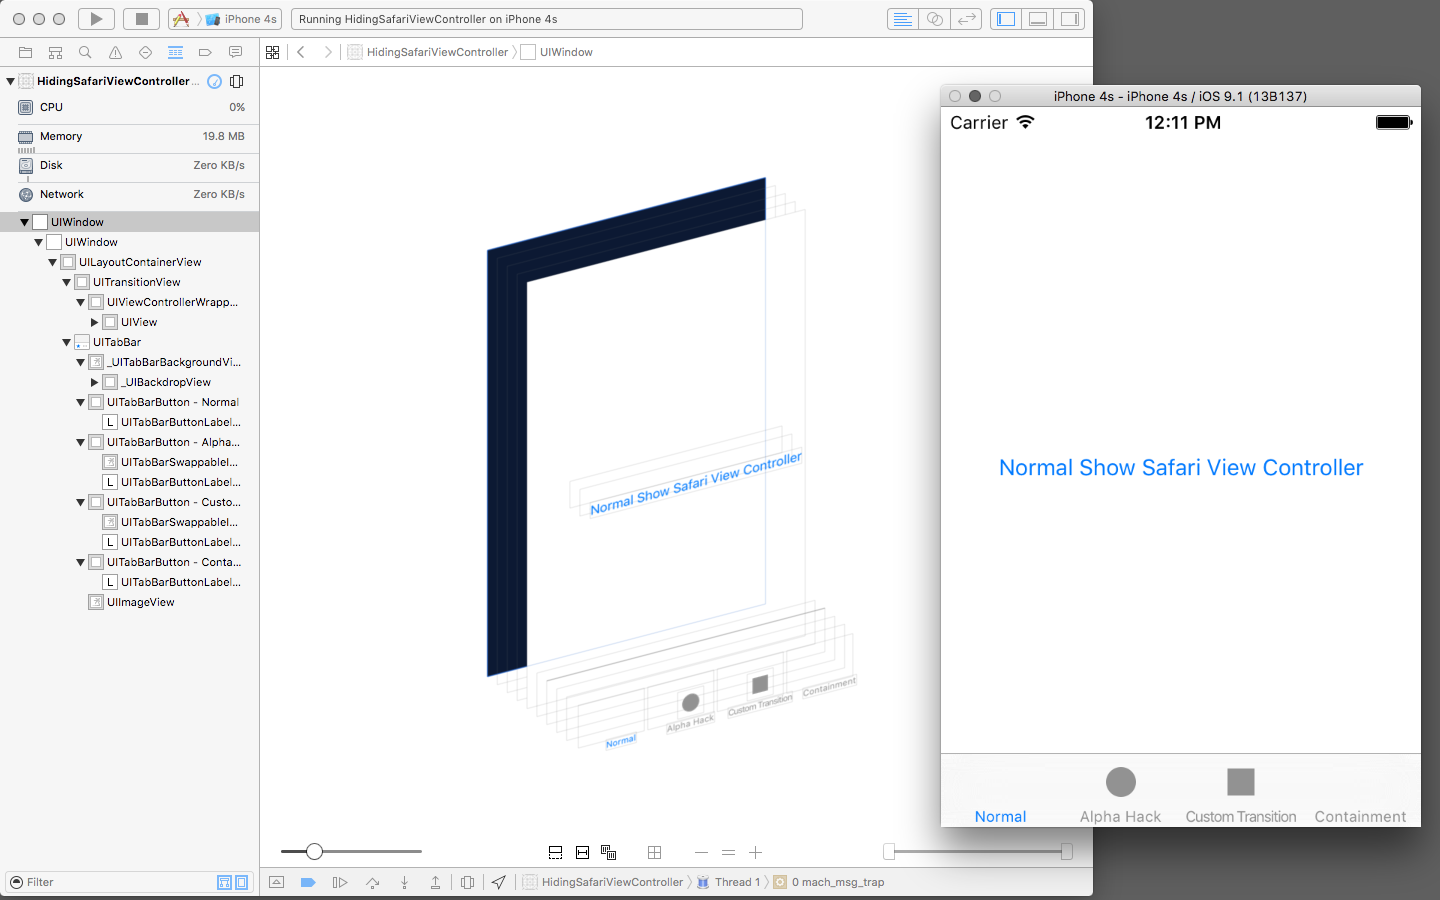 iPhone 4s
Running HidingSafariViewController on iPhone 4s
HidingSafariViewController
UIWindow
HidingSafariViewController...
CPU
0%
Memory
19.8 MB
Disk
Zero KB/s
Network
Zero KB/s
UIWindow
UIWindow
UILayoutContainerView
UITransitionView
UIViewControllerWrapp...
UIView
UITabBar
_UITabBarBackgroundVi...
_UIBackdropView
UITabBarButton - Normal
L UITabBarButtonLabel...
UITabBarButton - Alpha...
UITabBarSwappableI...
L UITabBarButtonLabel...
UITabBarButton - Custo...
UITabBarSwappableI...
L UITabBarButtonLabel...
UITabBarButton - Conta...
L UITabBarButtonLabel...
UIImageView
Filter
Normal Show Safari View Controller
Normal
Alpha Hack
Custom Transition
Containment
HidingSafariViewController
Thread 1
0 mach_msg_trap
iPhone 4s - iPhone 4s / iOS 9.1 (13B137)
Carrier
12:11 PM
Normal Show Safari View Controller
Normal
Alpha Hack
Custom Transition
Containment